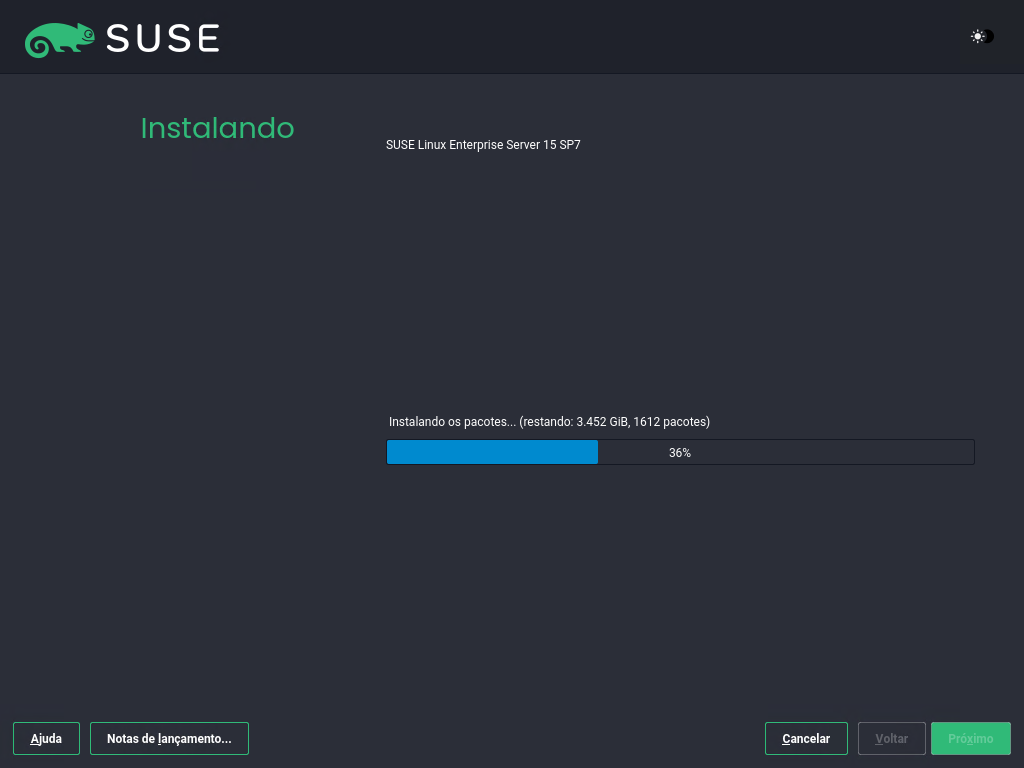 SUSE
Instalando
SUSE Linux Enterprise Server 15 SP7
Instalando os pacotes... (restando: 3.452 GiB, 1612 pacotes)
36%
Ajuda
Notas de lançamento...
Cancelar
Voltar
Próximo